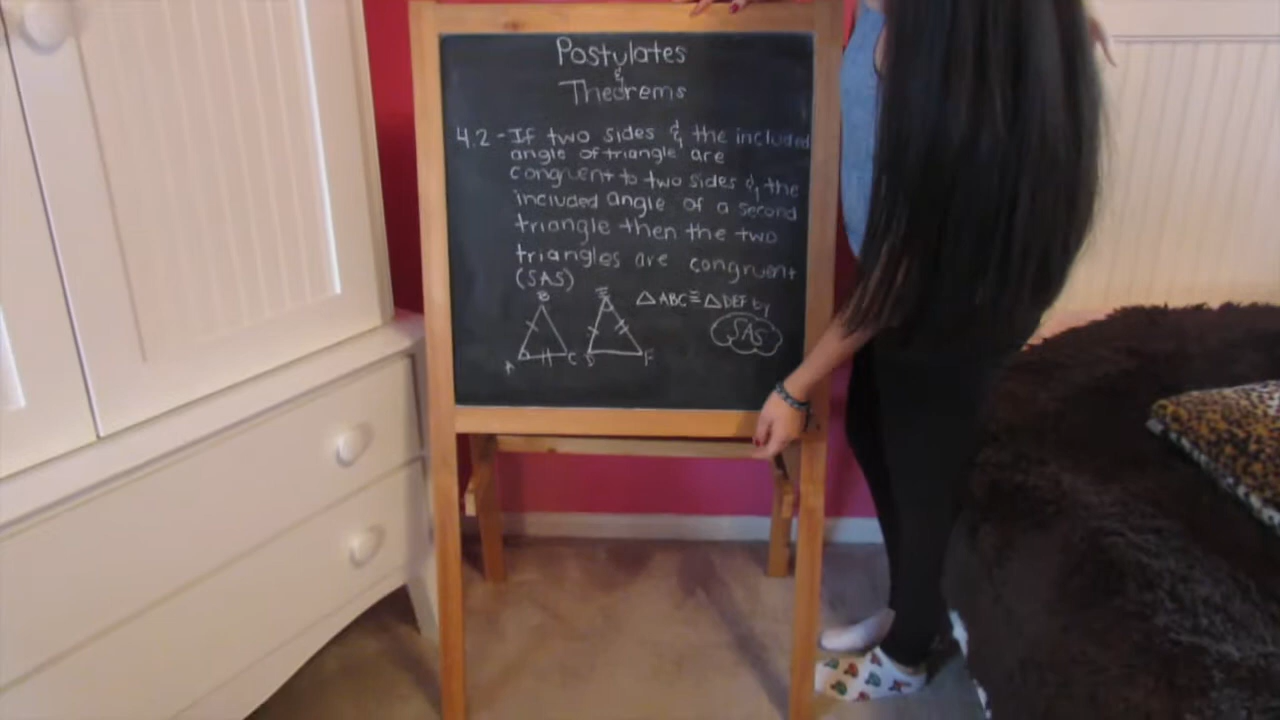 Postulates
&
Theorems
4.2 - If two sides & the included
angle of triangle are
congruent to two sides & the
included angle of a second
triangle then the two
triangles are congruent
(SAS)
B E △ABC ≅ △DEF by
SAS
A C D F